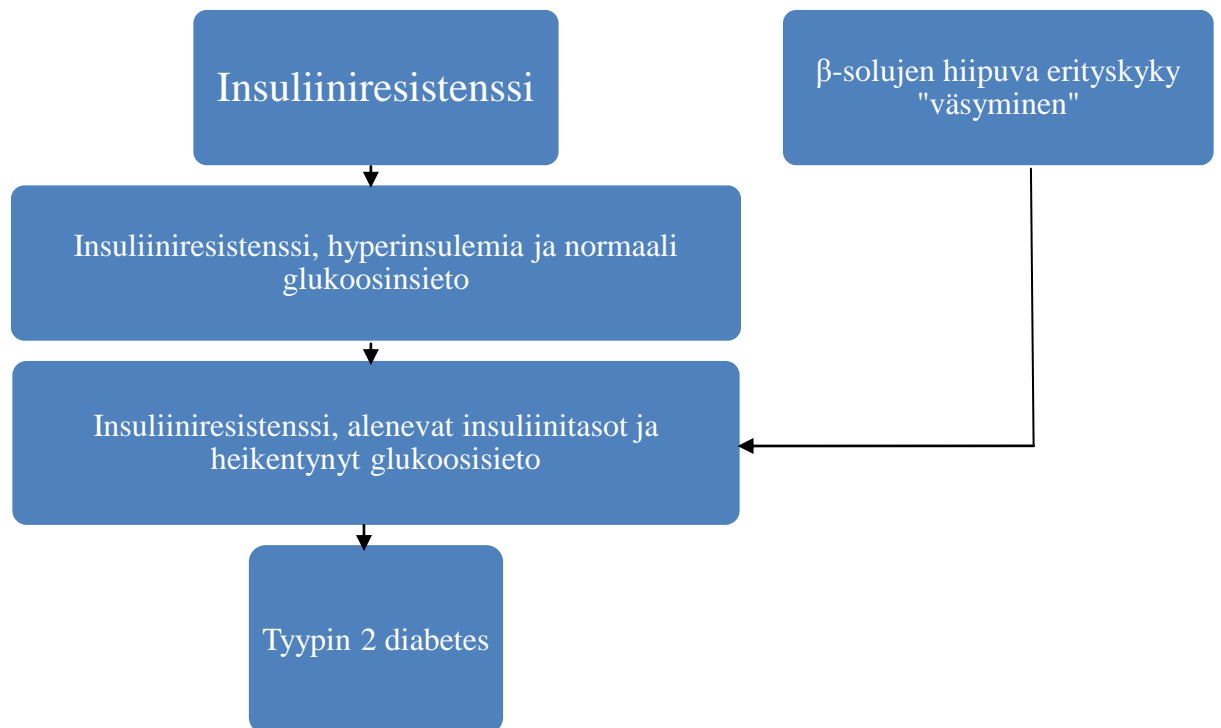 Insuliiniresistenssi
β-solujen hiipuva erityskyky
"väsyminen"
Insuliiniresistenssi, hyperinsulemia ja normaali
glukoosinsieto
Insuliiniresistenssi, alenevat insuliinitasot ja
heikentynyt glukoosisieto
Tyypin 2 diabetes